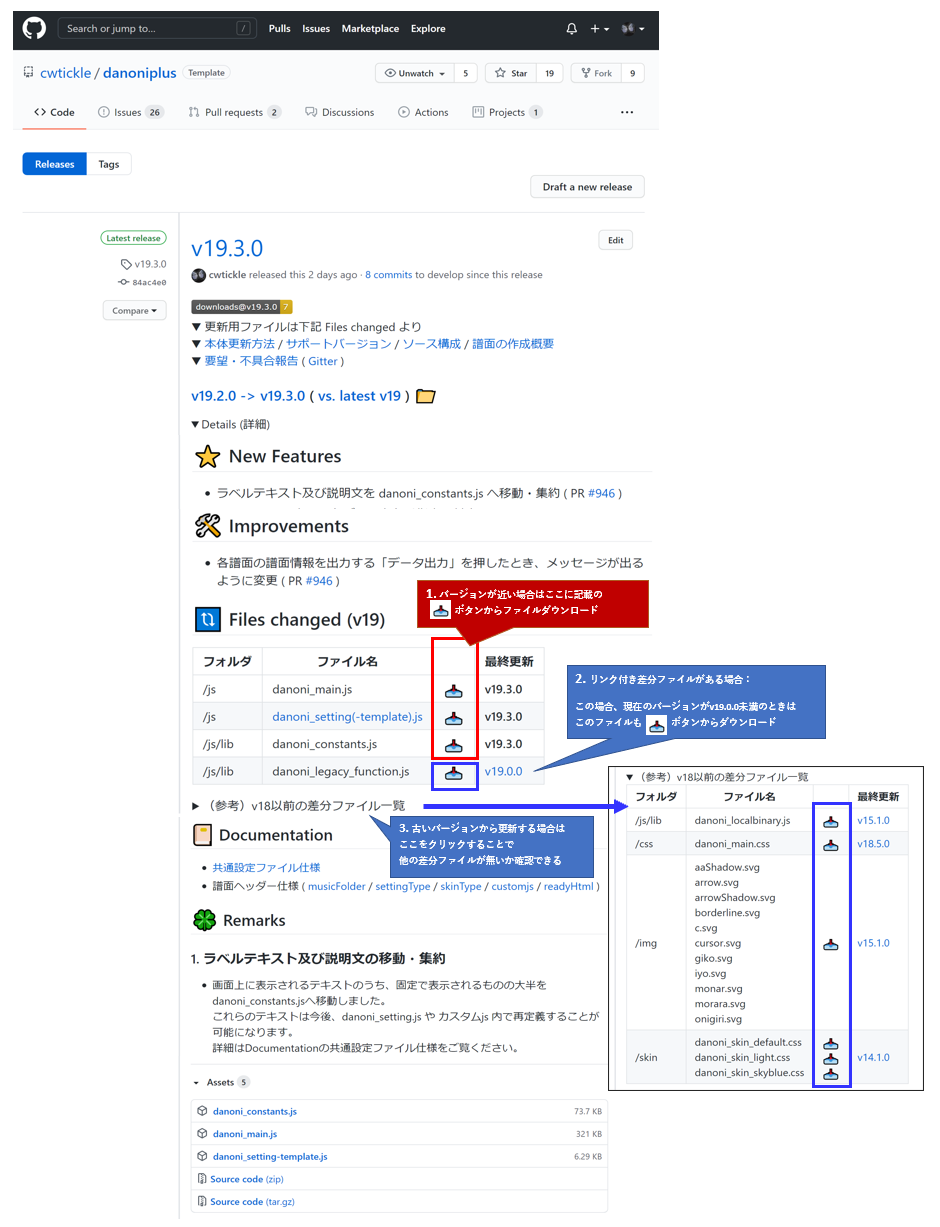 Search or jump to... /
Pulls Issues Marketplace Explore
cwtickle / danoniplus Template
Unwatch 5 Star 19 Fork 9
Code Issues 26 Pull requests 2 Discussions Actions Projects 1 ...
Releases Tags
Draft a new release
Latest release
v19.3.0
84ac4e0
Compare
v19.3.0
Edit
cwtickle released this 2 days ago · 8 commits to develop since this release
downloads@v19.3.0 7
▼ 更新用ファイルは下記 Files changed より
▼ 本体更新方法 / サポートバージョン / ソース構成 / 譜面の作成概要
▼ 要望・不具合報告 ( Gitter )
v19.2.0 -> v19.3.0 ( vs. latest v19 )
▼ Details (詳細)
New Features
• ラベルテキスト及び説明文を danoni_constants.js へ移動・集約 ( PR #946 )
Improvements
• 各譜面の譜面情報を出力する「データ出力」を押したとき、メッセージが出る
ように変更 ( PR #946 )
1. バージョンが近い場合はここに記載の
ボタンからファイルダウンロード
Files changed (v19)
フォルダ ファイル名 最終更新
/js danoni_main.js v19.3.0
/js danoni_setting(-template).js v19.3.0
/js/lib danoni_constants.js v19.3.0
/js/lib danoni_legacy_function.js v19.0.0
2. リンク付き差分ファイルがある場合：
この場合、現在のバージョンがv19.0.0未満のときは
このファイルも ボタンからダウンロード
▶ （参考）v18以前の差分ファイル一覧
3. 古いバージョンから更新する場合は
ここをクリックすることで
他の差分ファイルが無いか確認できる
▼（参考）v18以前の差分ファイル一覧
フォルダ ファイル名 最終更新
/js/lib danoni_localbinary.js v15.1.0
/css danoni_main.css v18.5.0
/img
aaShadow.svg
arrow.svg
arrowShadow.svg
borderline.svg
c.svg
cursor.svg
giko.svg
iyo.svg
monar.svg
morara.svg
onigiri.svg
v15.1.0
/skin
danoni_skin_default.css
danoni_skin_light.css
danoni_skin_skyblue.css
v14.1.0
Documentation
• 共通設定ファイル仕様
• 譜面ヘッダー仕様 ( musicFolder / settingType / skinType / customjs / readyHtml )
Remarks
1. ラベルテキスト及び説明文の移動・集約
• 画面上に表示されるテキストのうち、固定で表示されるものの大半を
danoni_constants.jsへ移動しました。
これらのテキストは今後、danoni_setting.js や カスタムjs 内で再定義することが
可能になります。
詳細はDocumentationの共通設定ファイル仕様をご覧ください。
Assets 5
danoni_constants.js 73.7 KB
danoni_main.js 321 KB
danoni_setting-template.js 6.29 KB
Source code (zip)
Source code (tar.gz)